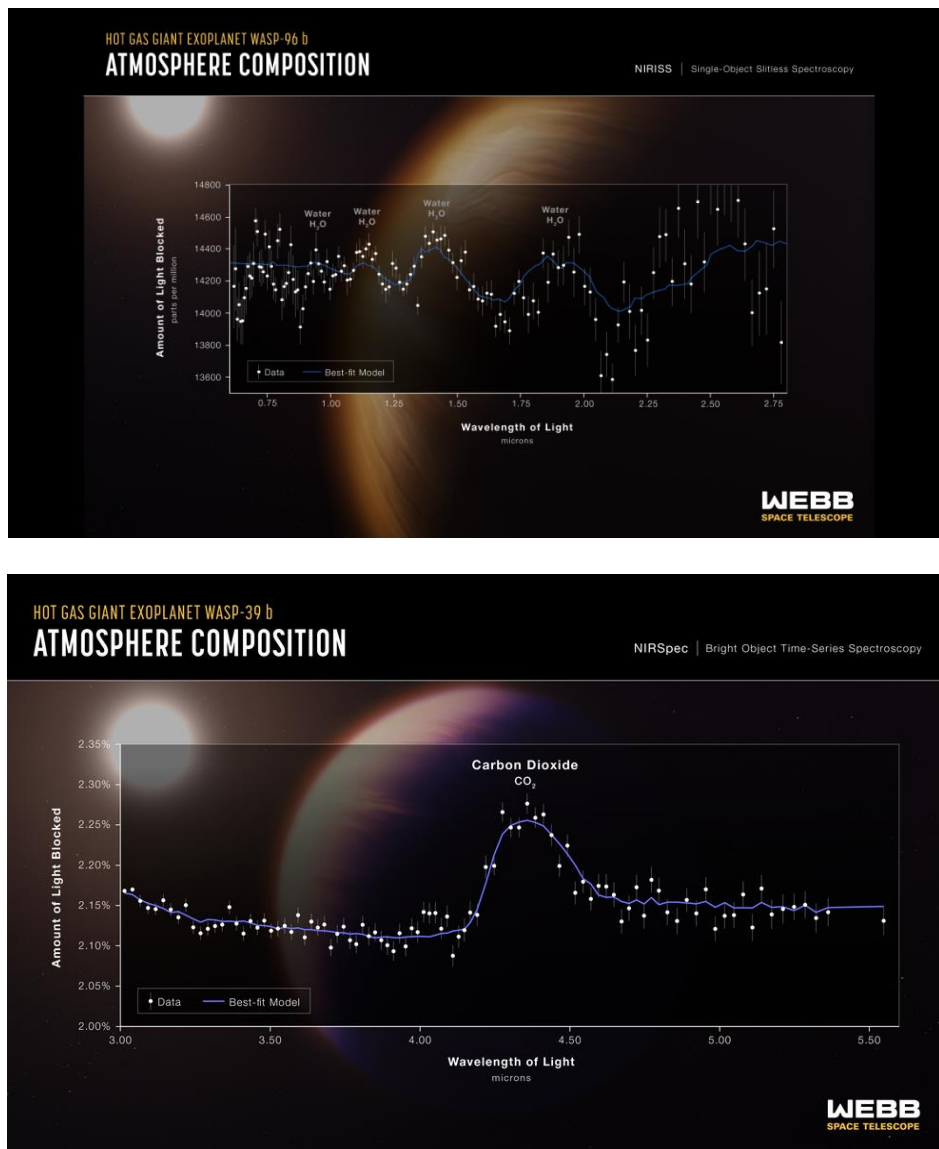 HOT GAS GIANT EXOPLANET WASP-96 b
ATMOSPHERE COMPOSITION
NIRISS | Single-Object Slitless Spectroscopy
14800
14600
14400
14200
14000
13800
13600
Amount of Light Blocked
parts per million
Water
H₂O
Water
H₂O
Water
H₂O
Water
H₂O
Data
Best-fit Model
0.75 1.00 1.25 1.50 1.75 2.00 2.25 2.50 2.75
Wavelength of Light
microns
WEBB
SPACE TELESCOPE
HOT GAS GIANT EXOPLANET WASP-39 b
ATMOSPHERE COMPOSITION
NIRSpec | Bright Object Time-Series Spectroscopy
2.35%
2.30%
2.25%
2.20%
2.15%
2.10%
2.05%
2.00%
Amount of Light Blocked
Carbon Dioxide
CO₂
Data
Best-fit Model
3.00 3.50 4.00 4.50 5.00 5.50
Wavelength of Light
microns
WEBB
SPACE TELESCOPE